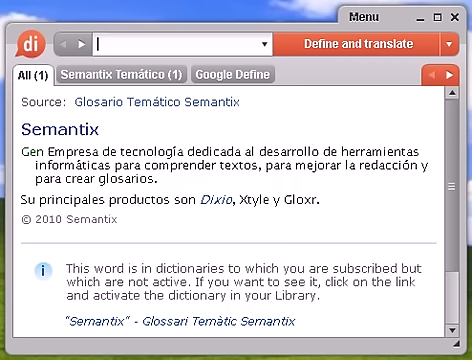 Menu
di
Define and translate
All (1) Semantix Temático (1) Google Define
Source: Glosario Temático Semantix
Semantix
Gen Empresa de tecnología dedicada al desarrollo de herramientas
informáticas para comprender textos, para mejorar la redacción y
para crear glosarios.
Su principales productos son Dixio, Xtyle y Gloxr.
© 2010 Semantix
i
This word is in dictionaries to which you are subscribed but
which are not active. If you want to see it, click on the link
and activate the dictionary in your Library.
"Semantix" - Glossari Temàtic Semantix